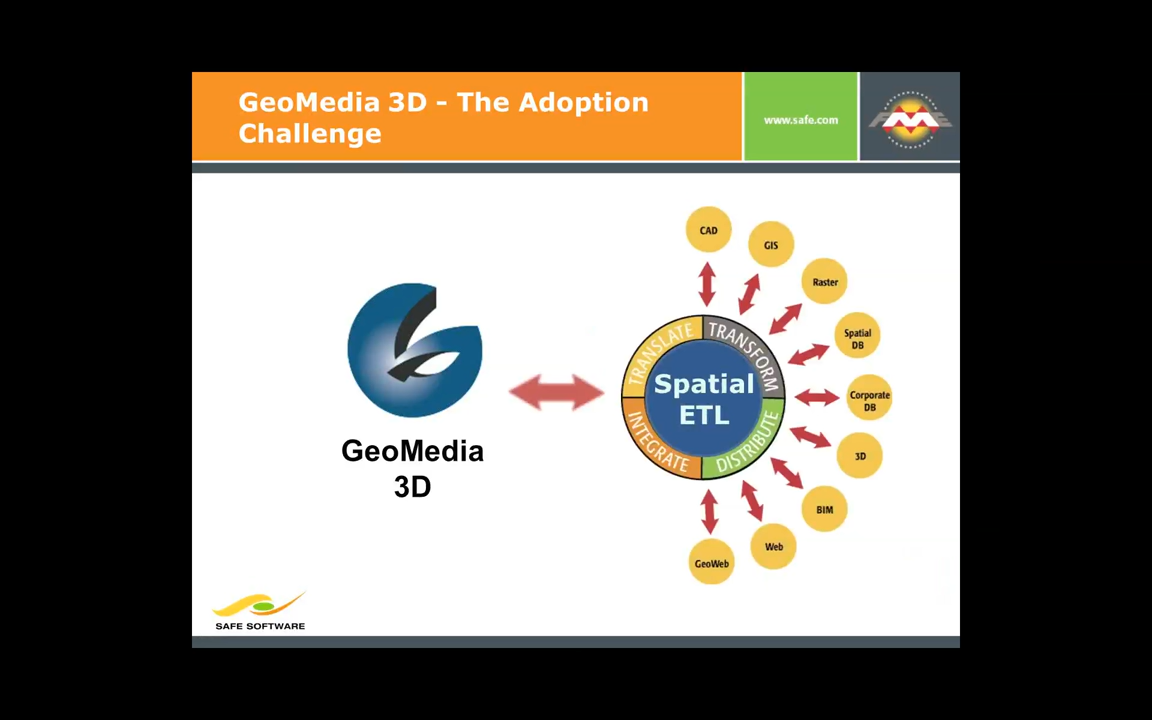 GeoMedia 3D - The Adoption
Challenge
www.safe.com
FME
CAD
GIS
Raster
Spatial
DB
Corporate
DB
3D
BIM
Web
GeoWeb
TRANSLATE
TRANSFORM
INTEGRATE
DISTRIBUTE
Spatial
ETL
GeoMedia
3D
SAFE SOFTWARE